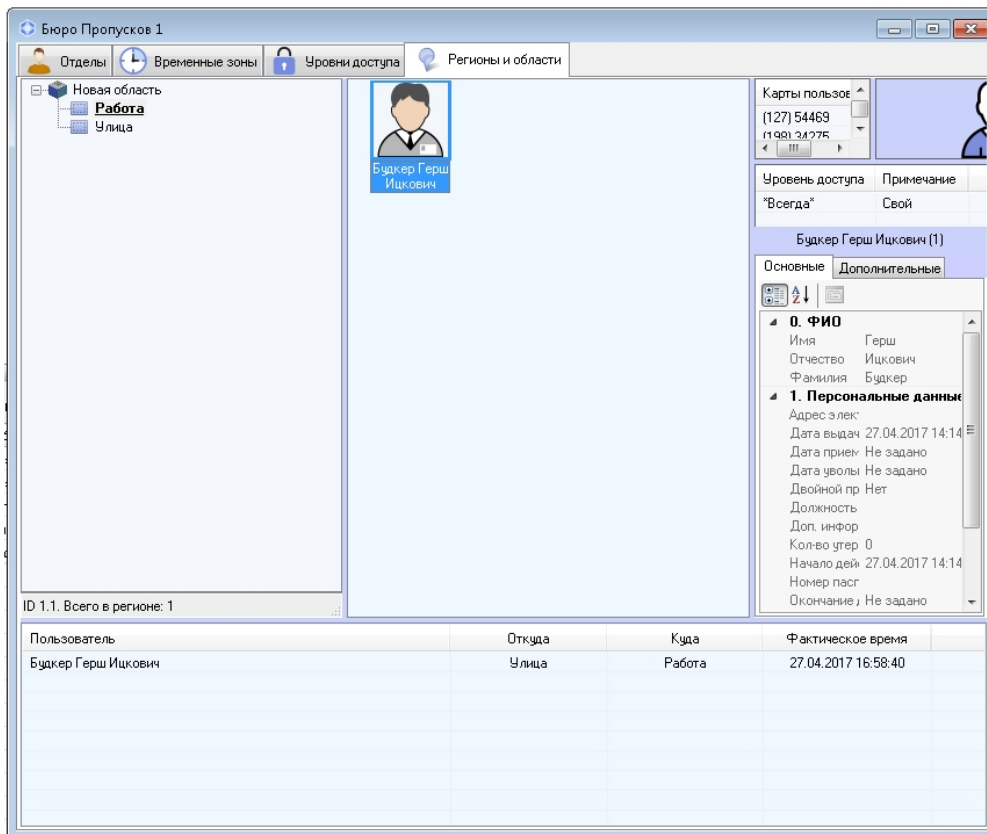 Бюро Пропусков 1
Отделы Временные зоны Уровни доступа Регионы и области
Новая область
Работа
Улица
ID 1.1. Всего в регионе: 1
Будкер Герш
Ицкович
Карты пользов
(127) 54469
(198) 34275
Уровень доступа Примечание
*Всегда* Свой
Будкер Герш Ицкович (1)
Основные Дополнительные
0. ФИО
Имя Герш
Отчество Ицкович
Фамилия Будкер
1. Персональные данные
Адрес элек
Дата выдач 27.04.2017 14:14
Дата прием Не задано
Дата уволы Не задано
Двойной пр Нет
Должность
Доп. инфор
Кол-во утер 0
Начало дей 27.04.2017 14:14
Номер пасп
Окончание Не задано
Пользователь Откуда Куда Фактическое время
Будкер Герш Ицкович Улица Работа 27.04.2017 16:58:40